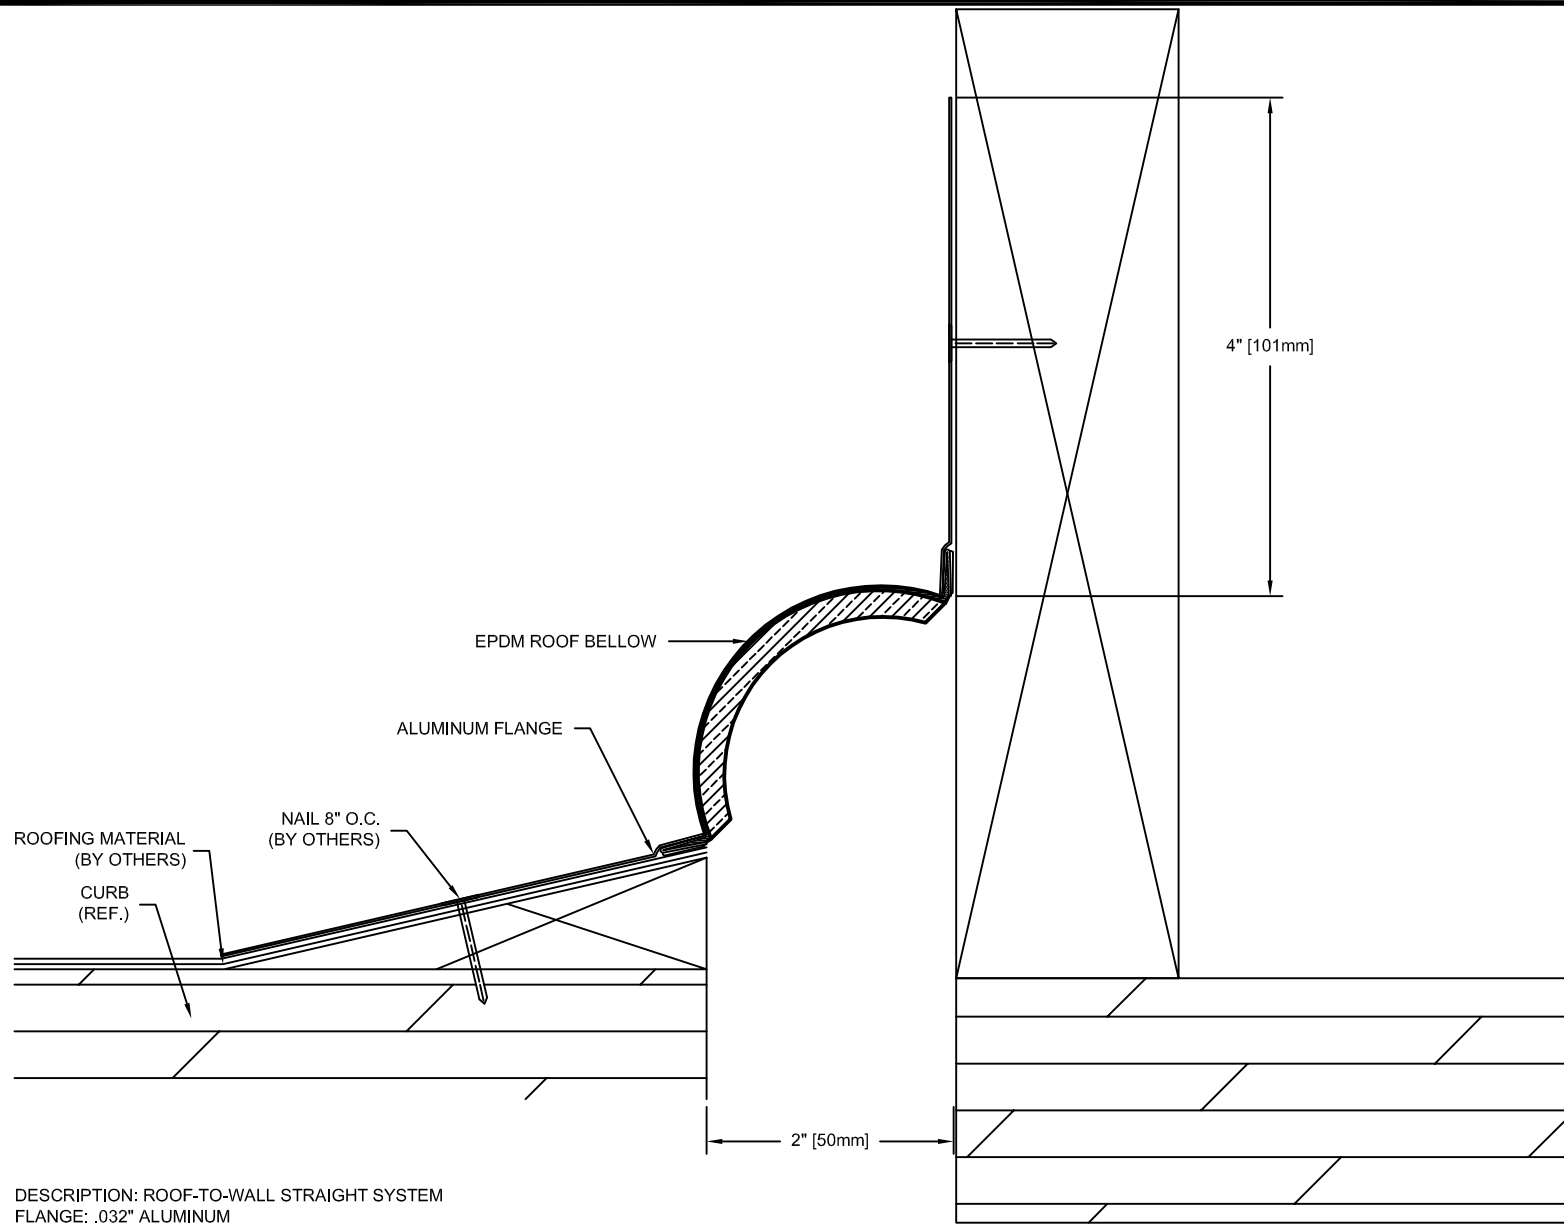 4" [101mm]
EPDM ROOF BELLOW
ALUMINUM FLANGE
NAIL 8" O.C.
(BY OTHERS)
ROOFING MATERIAL
(BY OTHERS)
CURB
(REF.)
2" [50mm]
DESCRIPTION: ROOF-TO-WALL STRAIGHT SYSTEM
FLANGE: .032" ALUMINUM